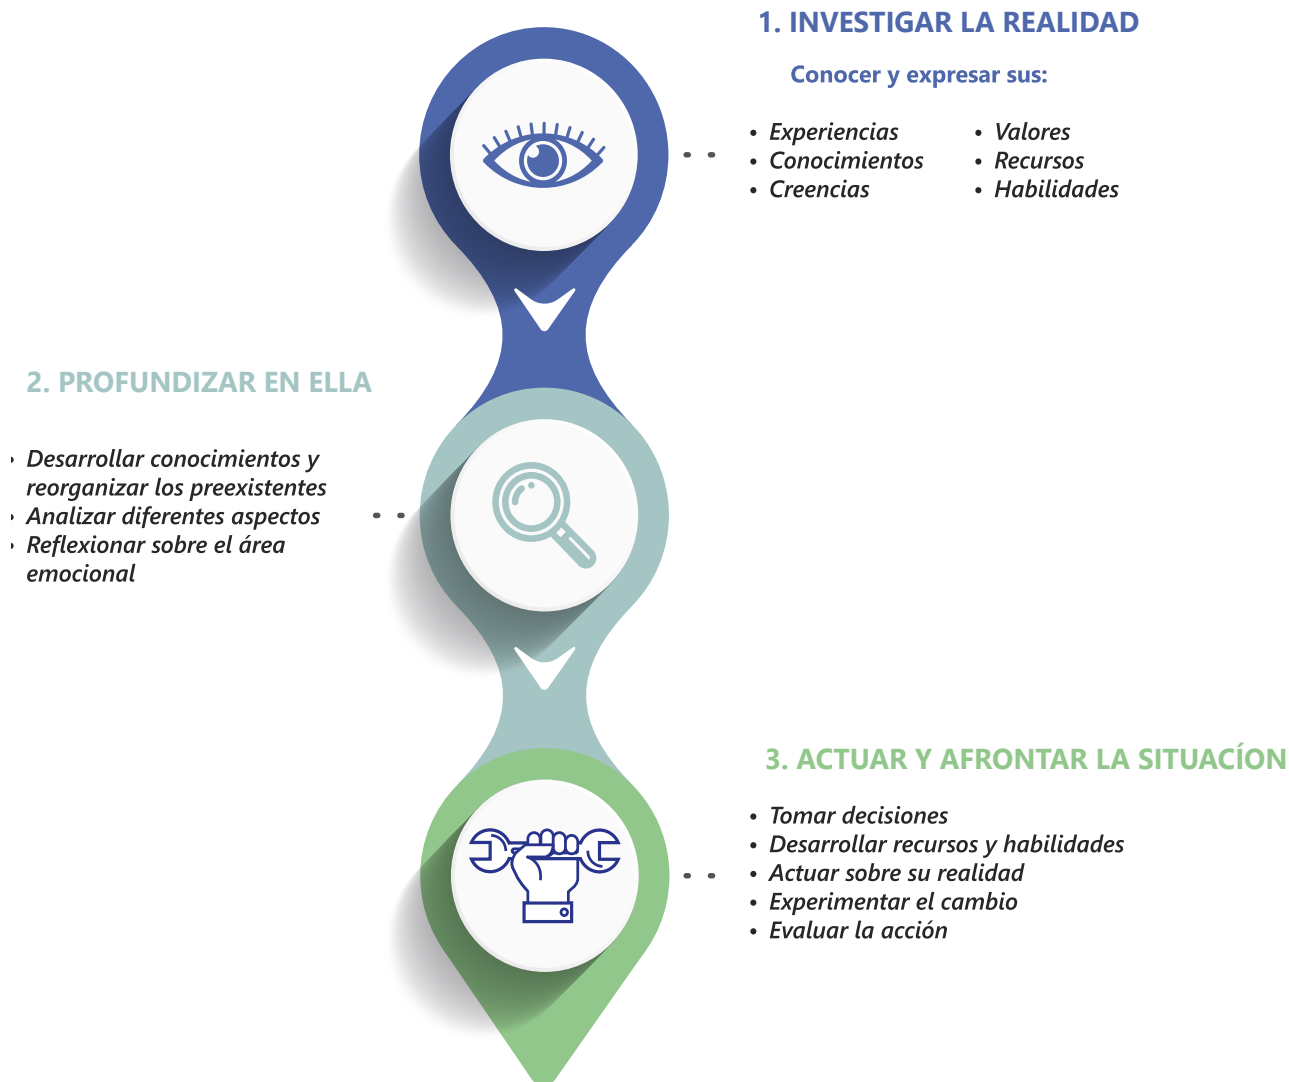 1. INVESTIGAR LA REALIDAD
Conocer y expresar sus:
• Experiencias
• Conocimientos
• Creencias
• Valores
• Recursos
• Habilidades
2. PROFUNDIZAR EN ELLA
• Desarrollar conocimientos y
reorganizar los preexistentes
• Analizar diferentes aspectos
• Reflexionar sobre el área
emocional
3. ACTUAR Y AFRONTAR LA SITUACÍON
• Tomar decisiones
• Desarrollar recursos y habilidades
• Actuar sobre su realidad
• Experimentar el cambio
• Evaluar la acción